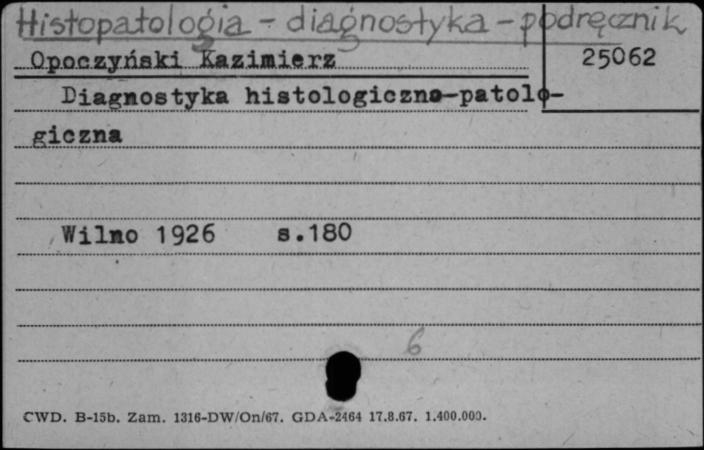 Histopatologia - diagnostyka - podręcznik
Opoczyński Kazimierz 25062
Diagnostyka histologiczno-patolo-
giczna
Wilno 1926 s.180
6
CWD. B-15b. Zam. 1316-DW/On/67. GDA-2464 17.8.67. 1.400.000.